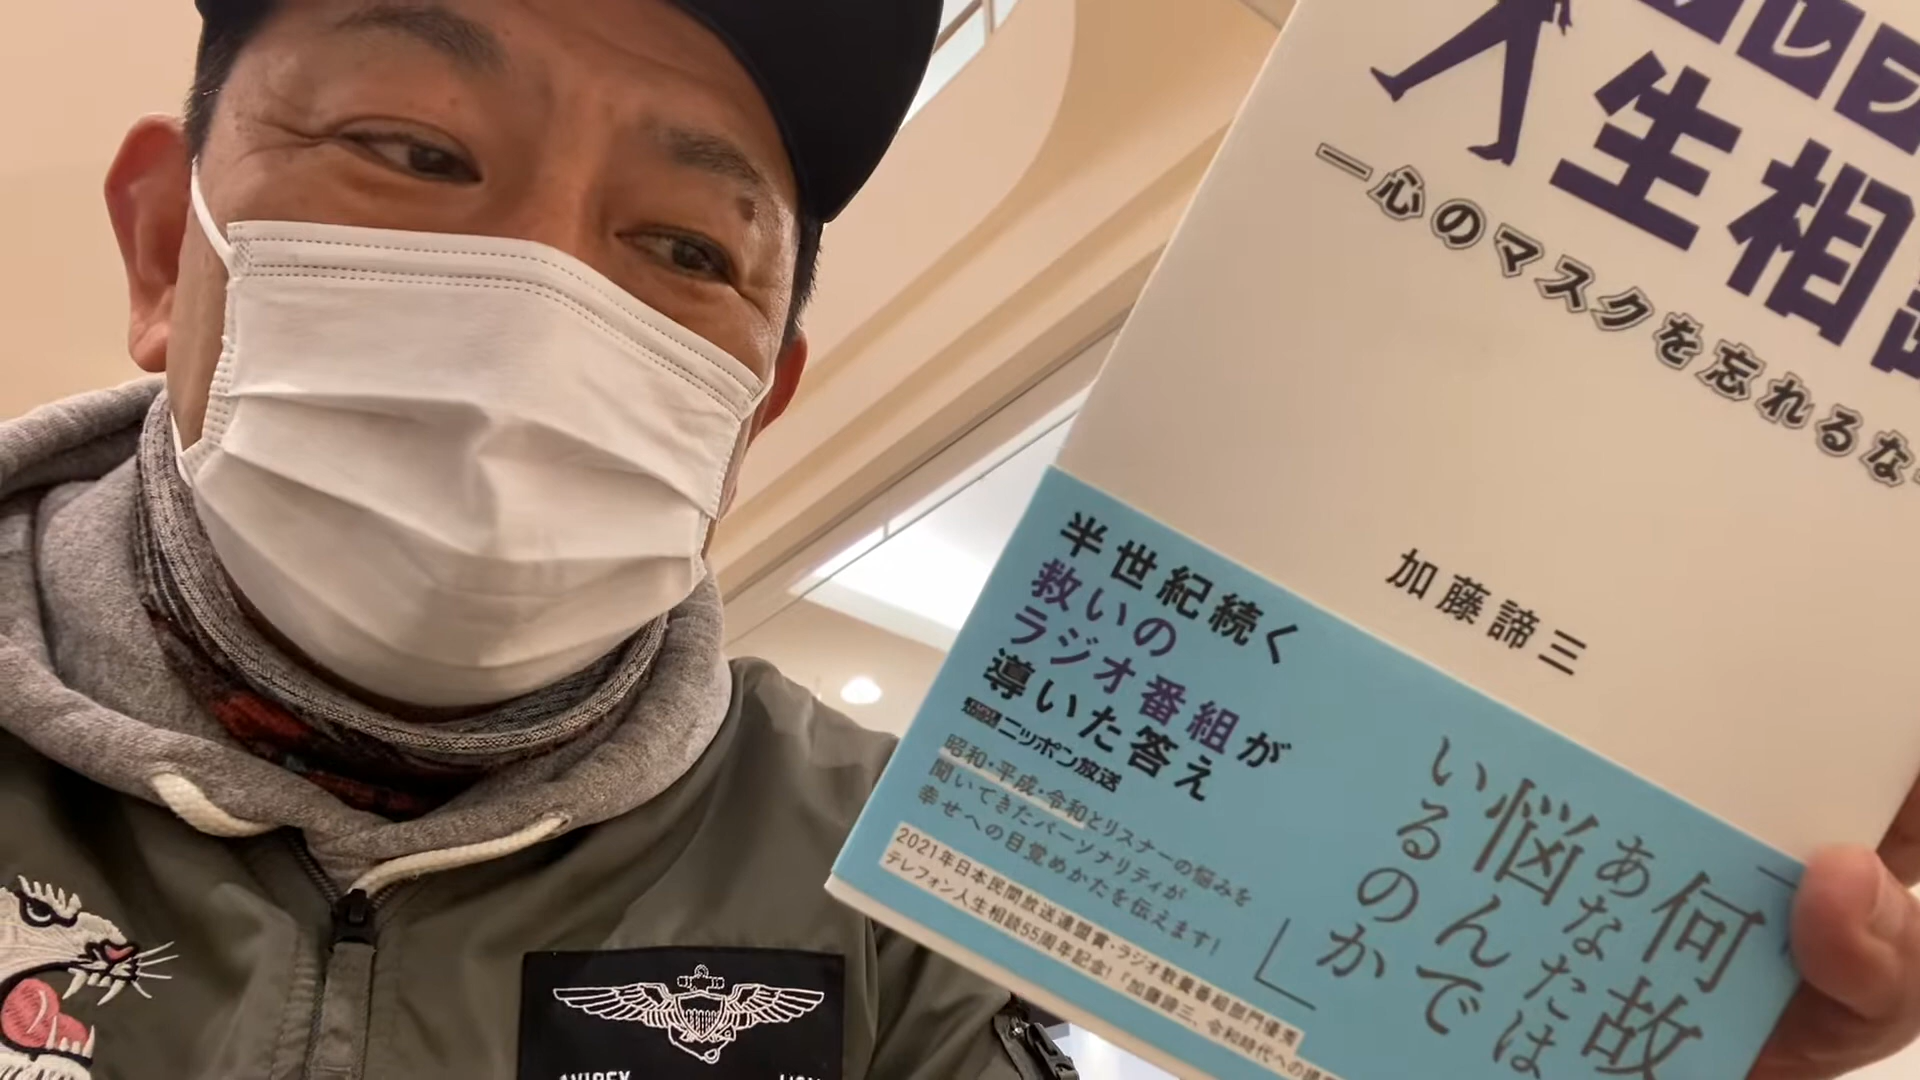 レフ
人生相談
―心のマスクを忘れるな
加藤諦三
半世紀続く
救いの
ラジオ番組が
導いた答え
ニッポン放送
昭和・平成・令和とリスナーの悩みを
聞いてきたパーソナリティが
幸せへの目覚めかたを伝えます!
2021年日本民間放送連盟賞・ラジオ教養番組部門優秀
テレフォン人生相談55周年記念!「加藤諦三、令和時代への
「何故
あなたは
悩んで
いるのか」
AVIREX